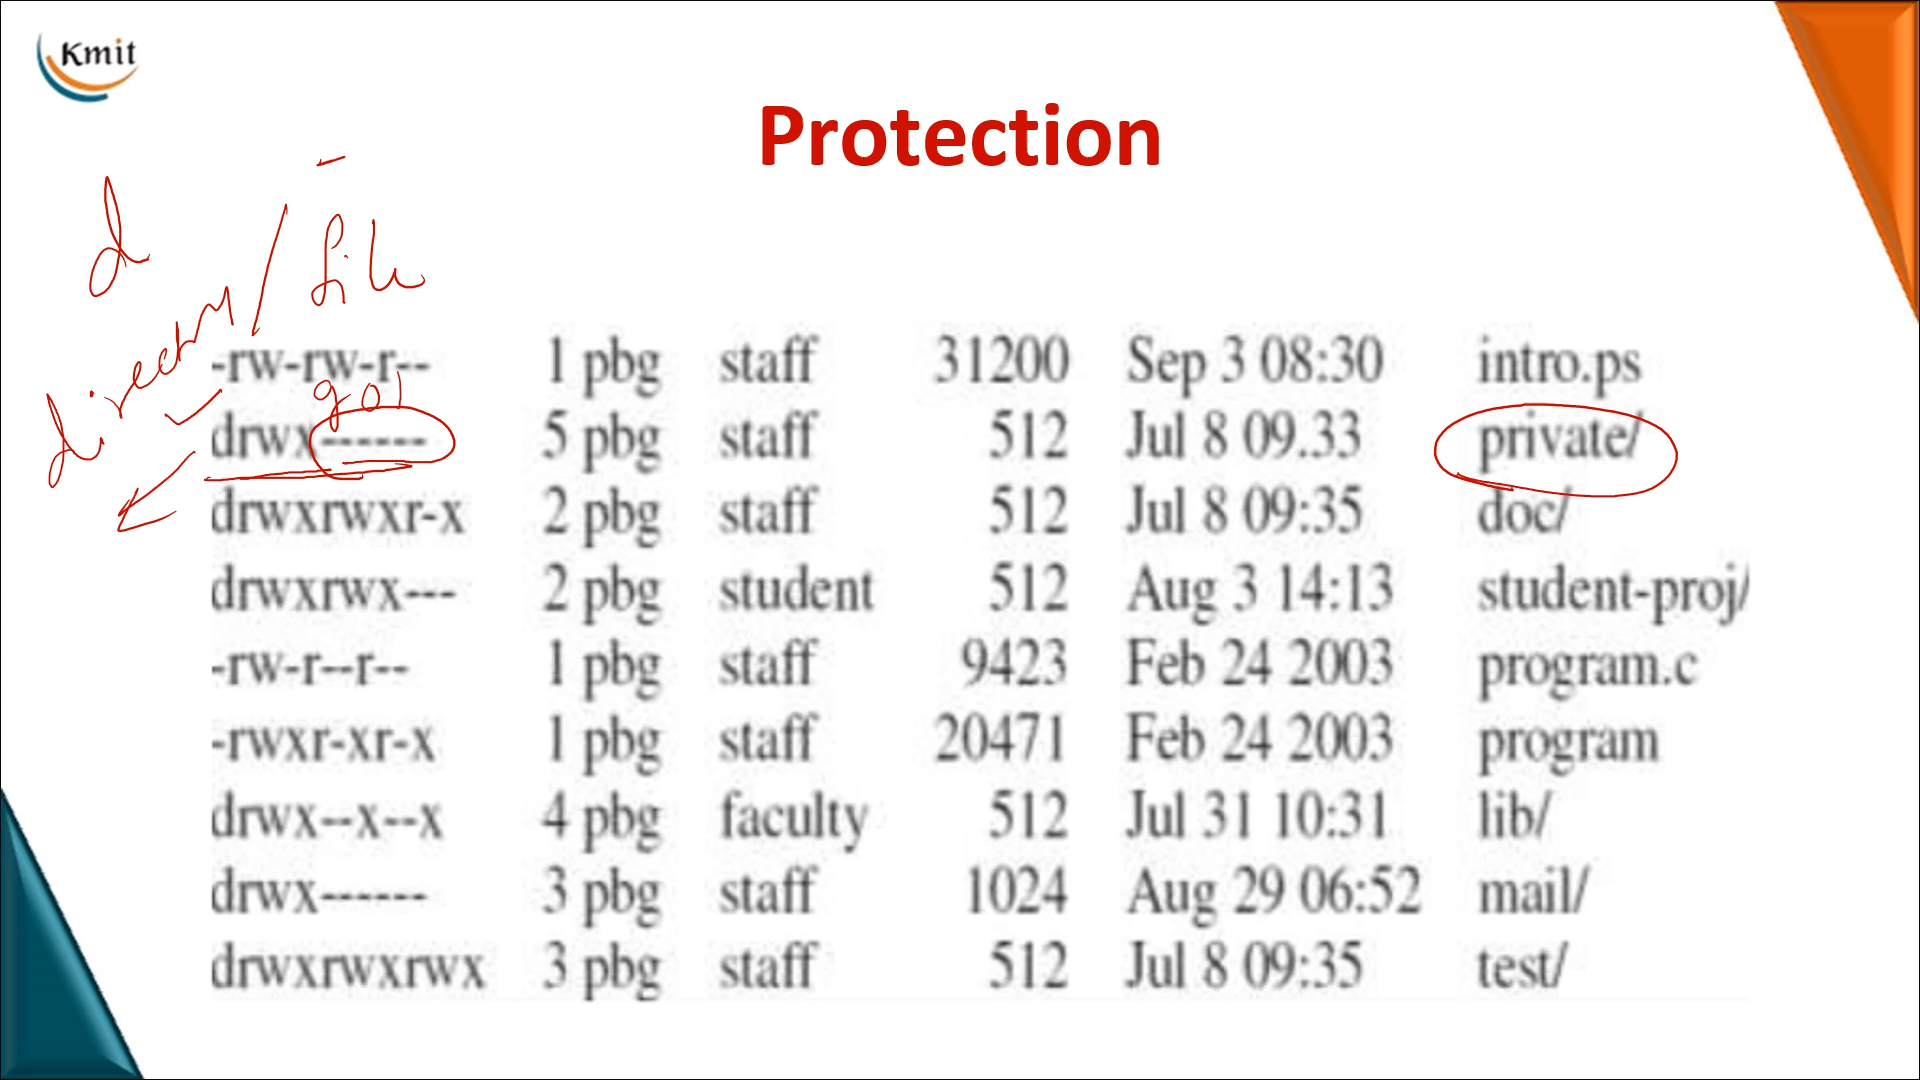 Kmit
Protection
-
d
directory / file
-rw-rw-r-- 1 pbg staff 31200 Sep 3 08:30 intro.ps
go
drwx------ 5 pbg staff 512 Jul 8 09.33 private/
drwxrwxr-x 2 pbg staff 512 Jul 8 09:35 doc/
drwxrwx--- 2 pbg student 512 Aug 3 14:13 student-proj/
-rw-r--r-- 1 pbg staff 9423 Feb 24 2003 program.c
-rwxr-xr-x 1 pbg staff 20471 Feb 24 2003 program
drwx--x--x 4 pbg faculty 512 Jul 31 10:31 lib/
drwx------ 3 pbg staff 1024 Aug 29 06:52 mail/
drwxrwxrwx 3 pbg staff 512 Jul 8 09:35 test/